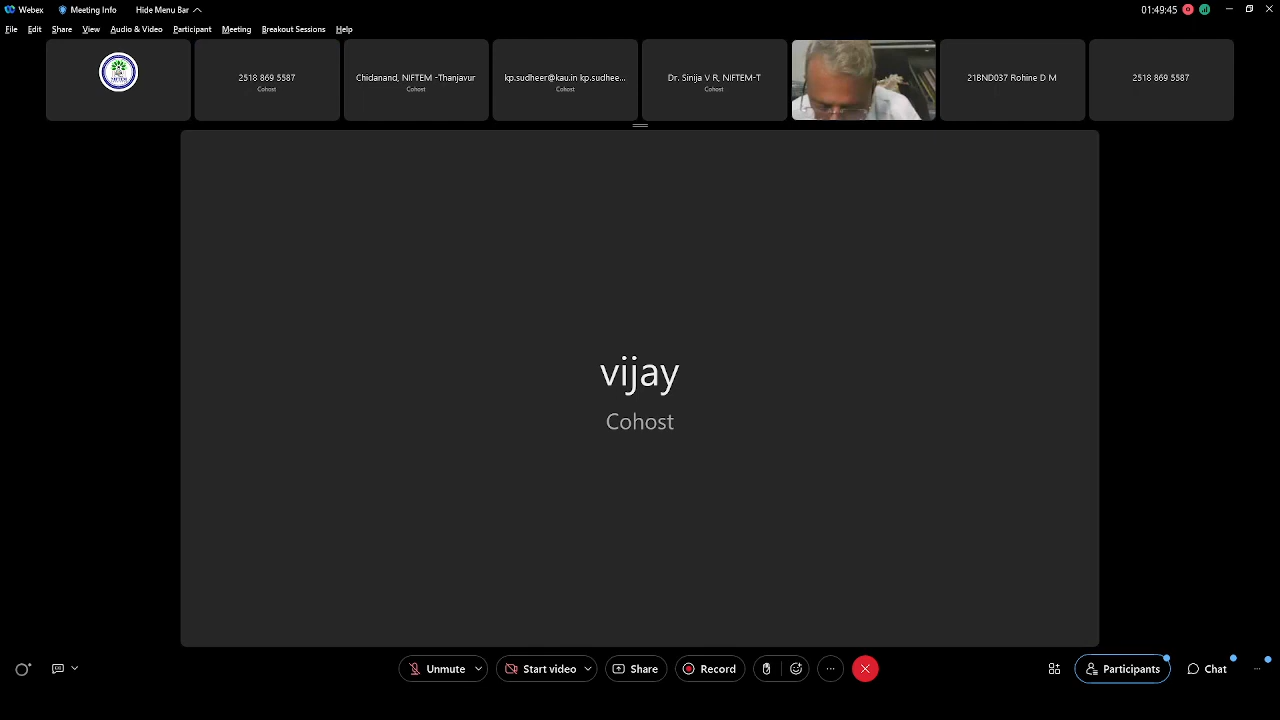 Webex Meeting Info Hide Menu Bar 01:49:45
File Edit Share View Audio & Video Participant Meeting Breakout Sessions Help
2518 869 5587
Cohost
Chidanand, NIFTEM -Thanjavur
Cohost
kp.sudheer@kau.in kp.sudhee...
Cohost
Dr. Sinija V R, NIFTEM-T
Cohost
21BND037 Rohine D M
2518 869 5587
vijay
Cohost
Unmute Start video Share Record Participants Chat